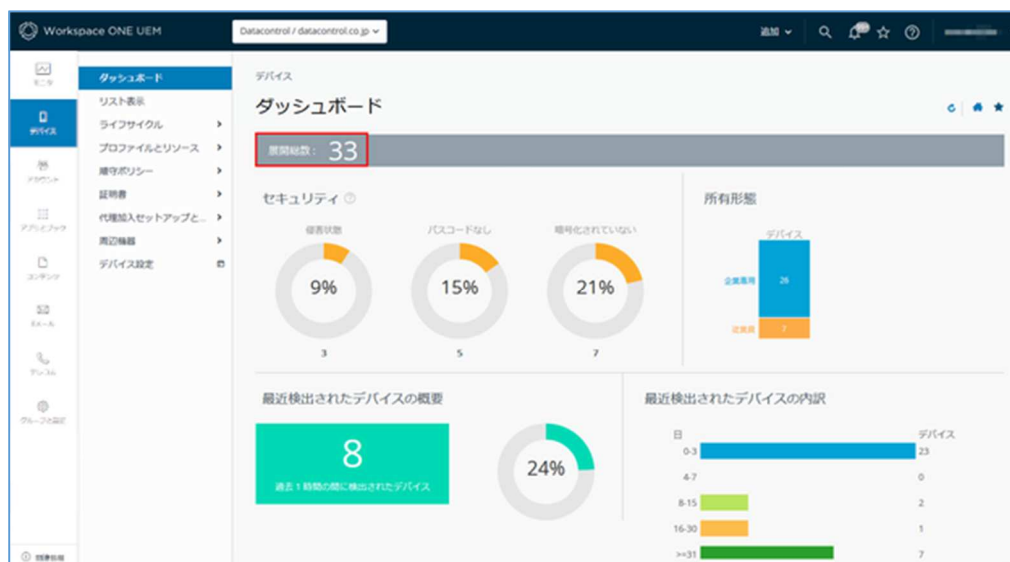 Workspace ONE UEM
Datacontrol / datacontrol.co.jp
追加
モニタ
デバイス
アカウント
アプリとブック
コンテンツ
Eメール
テレコム
グループと設定
ダッシュボード
リスト表示
ライフサイクル
プロファイルとリソース
順守ポリシー
証明書
代理加入セットアップと...
周辺機器
デバイス設定
デバイス
ダッシュボード
展開総数: 33
セキュリティ
侵害状態
パスコードなし
暗号化されていない
9%
15%
21%
3
5
7
所有形態
デバイス
企業専用 26
従業員 7
最近検出されたデバイスの概要
8
過去 1 時間の間に検出されたデバイス
24%
最近検出されたデバイスの内訳
日 デバイス
0-3 23
4-7 0
8-15 2
16-30 1
>=31 7